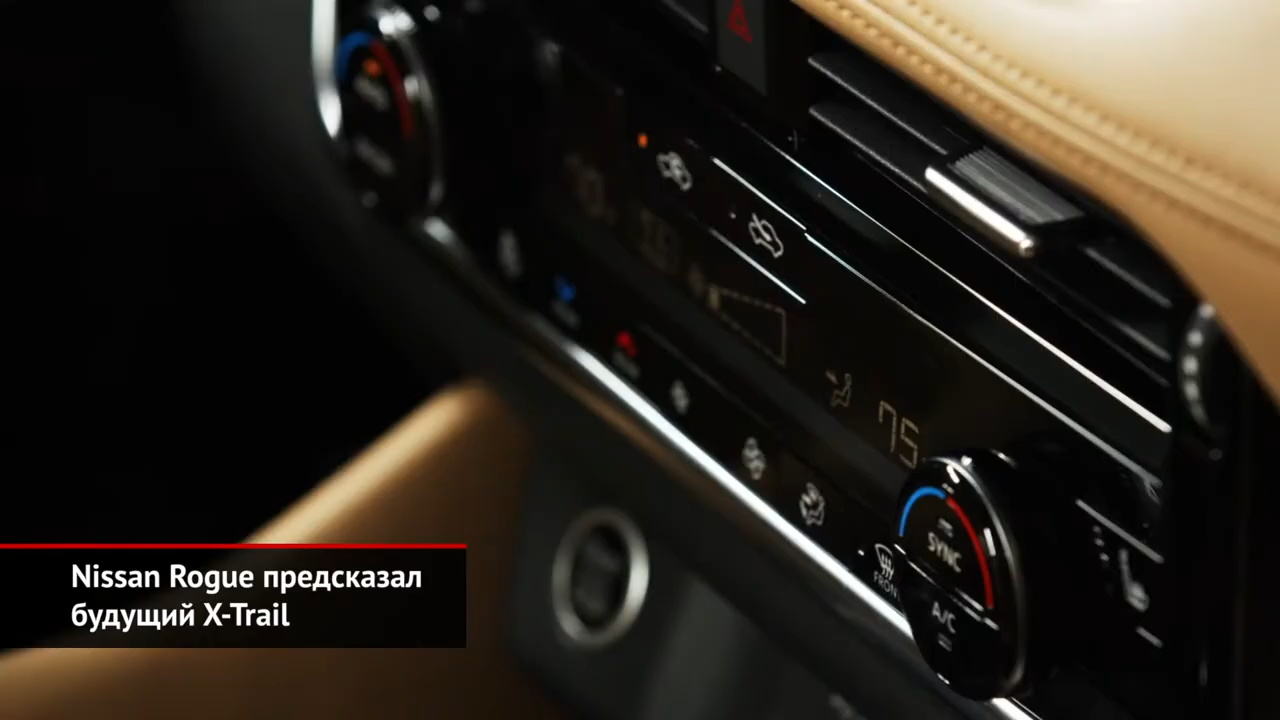 75
SYNC
A/C
FRONT
Nissan Rogue предсказал
будущий X-Trail